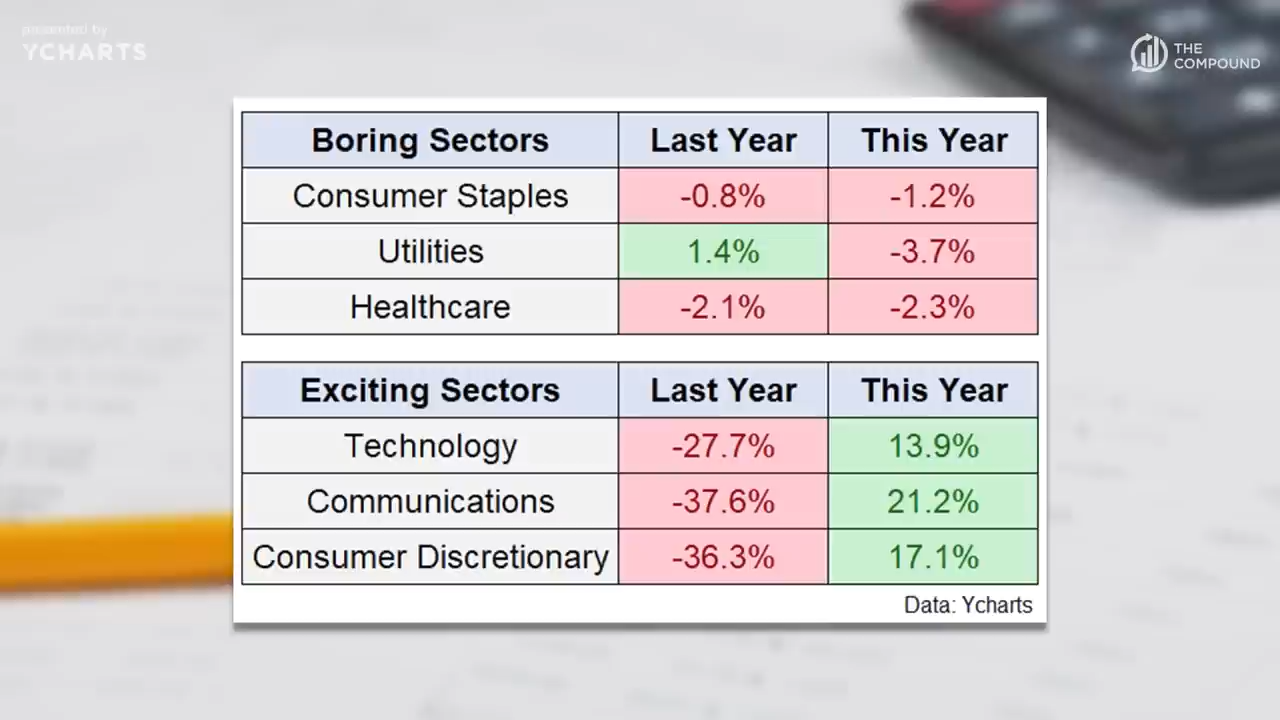 presented by
YCHARTS
THE
COMPOUND
Boring Sectors Last Year This Year
Consumer Staples -0.8% -1.2%
Utilities 1.4% -3.7%
Healthcare -2.1% -2.3%
Exciting Sectors Last Year This Year
Technology -27.7% 13.9%
Communications -37.6% 21.2%
Consumer Discretionary -36.3% 17.1%
Data: Ycharts